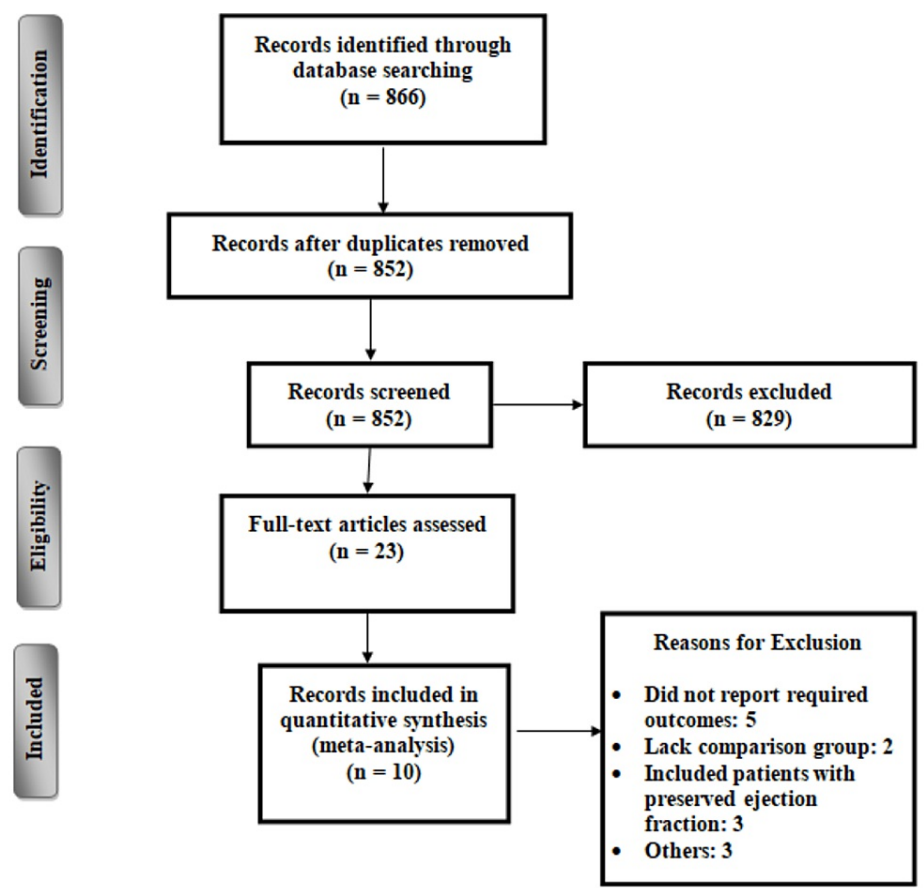 Identification
Records identified through
database searching
(n = 866)
Records after duplicates removed
(n = 852)
Screening
Records screened
(n = 852)
Records excluded
(n = 829)
Eligibility
Full-text articles assessed
(n = 23)
Included
Records included in
quantitative synthesis
(meta-analysis)
(n = 10)
Reasons for Exclusion
• Did not report required
outcomes: 5
• Lack comparison group: 2
• Included patients with
preserved ejection
fraction: 3
• Others: 3